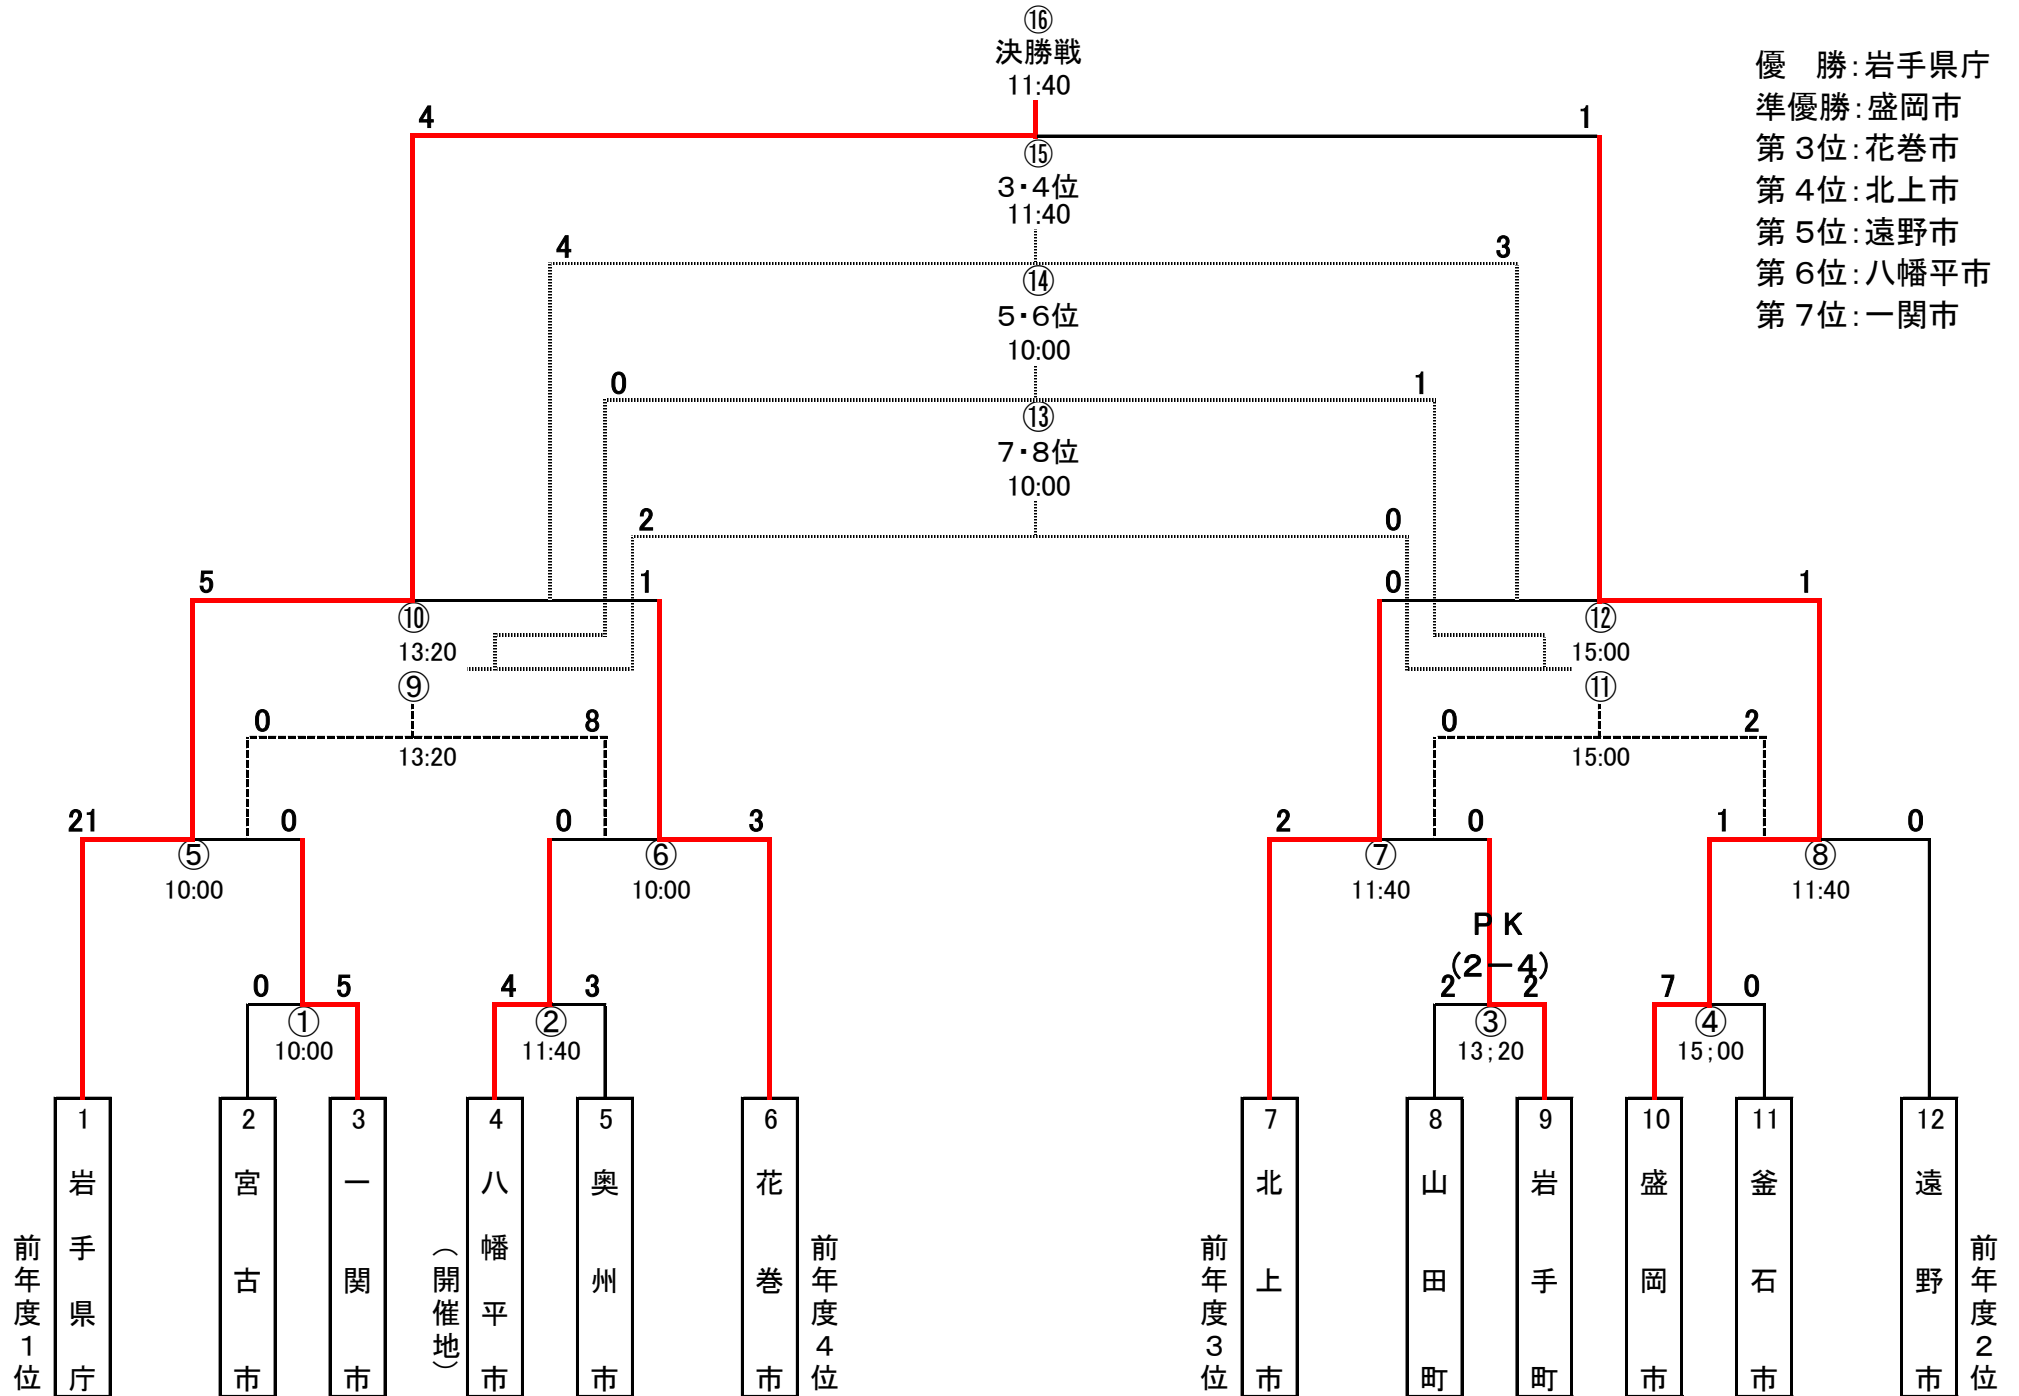 ⑯
決勝戦
11:40
優　勝:岩手県庁
準優勝:盛岡市
第 3位:花巻市
第 4位:北上市
第 5位:遠野市
第 6位:八幡平市
第 7位:一関市
4
1
⑮
3・4位
11:40
4
3
⑭
5・6位
10:00
0
1
⑬
7・8位
10:00
2
0
5
1
0
1
⑩
13:20
⑫
15:00
⑨
⑪
0
8
0
2
13:20
15:00
21
0
0
3
2
0
1
0
⑤
10:00
⑥
10:00
⑦
11:40
⑧
11:40
PK
(2-4)
0
5
4
3
2
2
7
0
①
10:00
②
11:40
③
13;20
④
15;00
前年度1位
1 岩手県庁
2 宮古市
3 一関市
(開催地)
4 八幡平市
5 奥州市
6 花巻市
前年度4位
前年度3位
7 北上市
8 山田町
9 岩手町
10 盛岡市
11 釜石市
12 遠野市
前年度2位